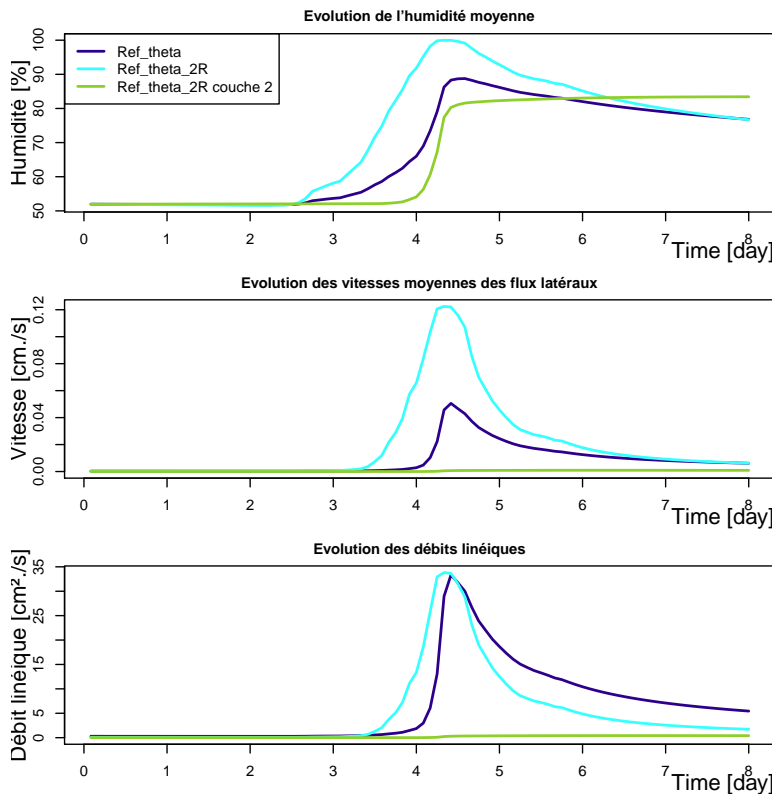 Evolution de l'humidité moyenne
Humidité [%]
100
90
80
70
60
50
Ref_theta
Ref_theta_2R
Ref_theta_2R couche 2
0 1 2 3 4 5 6 7 8
Time [day]
Evolution des vitesses moyennes des flux latéraux
Vitesse [cm./s]
0.12
0.04
0.00
0 1 2 3 4 5 6 7 8
Time [day]
Evolution des débits linéiques
Débit linéique [cm²./s]
35
25
15
5
0
0 1 2 3 4 5 6 7 8
Time [day]